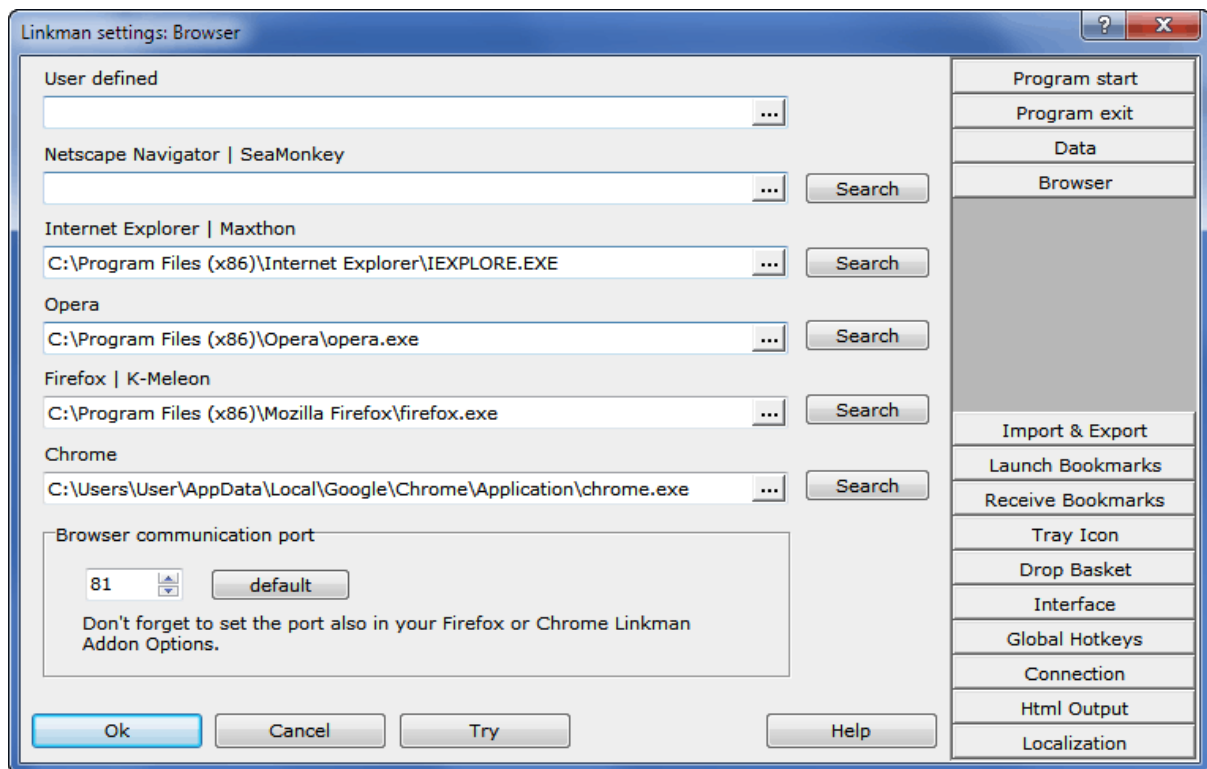 Linkman settings: Browser
?
X
User defined
...
Netscape Navigator | SeaMonkey
...
Search
Internet Explorer | Maxthon
C:\Program Files (x86)\Internet Explorer\IEXPLORE.EXE
...
Search
Opera
C:\Program Files (x86)\Opera\opera.exe
...
Search
Firefox | K-Meleon
C:\Program Files (x86)\Mozilla Firefox\firefox.exe
...
Search
Chrome
C:\Users\User\AppData\Local\Google\Chrome\Application\chrome.exe
...
Search
Browser communication port
81
default
Don't forget to set the port also in your Firefox or Chrome Linkman
Addon Options.
Ok
Cancel
Try
Help
Program start
Program exit
Data
Browser
Import & Export
Launch Bookmarks
Receive Bookmarks
Tray Icon
Drop Basket
Interface
Global Hotkeys
Connection
Html Output
Localization